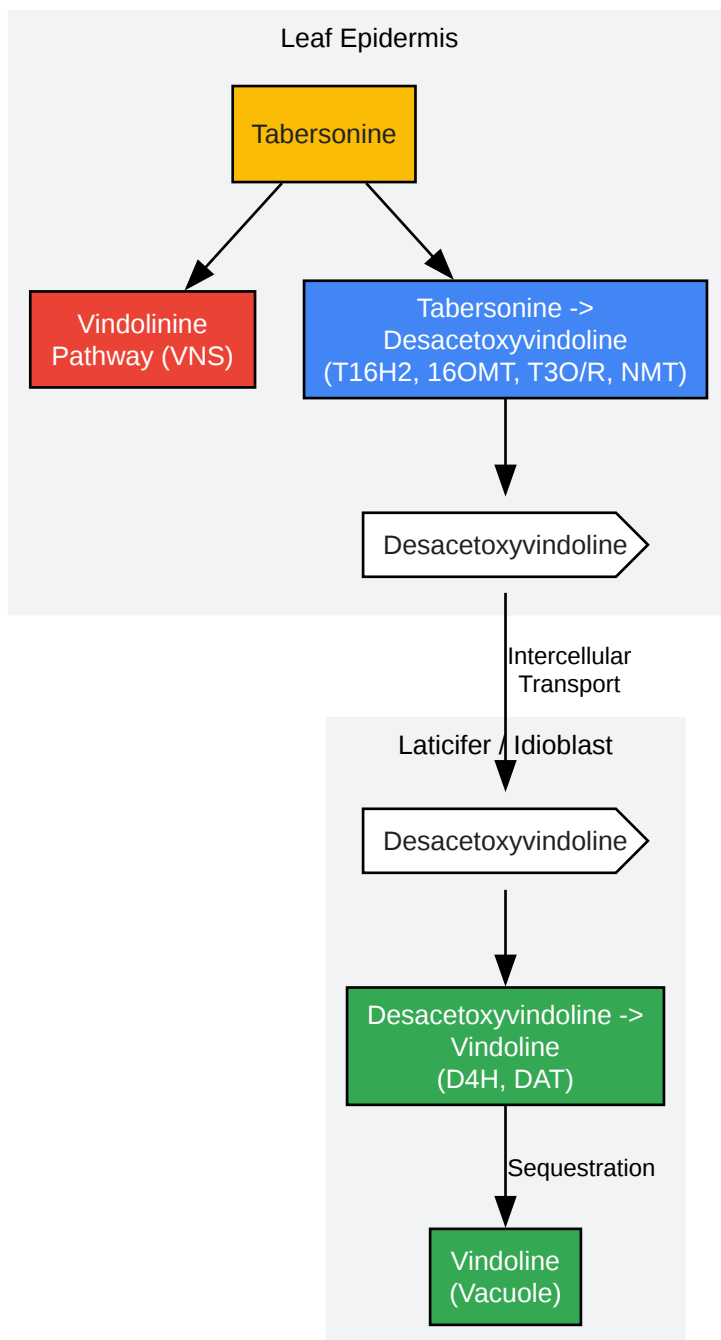 Leaf Epidermis
Tabersonine
Vindolinine
Pathway (VNS)
Tabersonine ->
Desacetoxyvindoline
(T16H2, 16OMT, T3O/R, NMT)
Desacetoxyvindoline
Intercellular
Transport
Laticifer / Idioblast
Desacetoxyvindoline
Desacetoxyvindoline ->
Vindoline
(D4H, DAT)
Sequestration
Vindoline
(Vacuole)